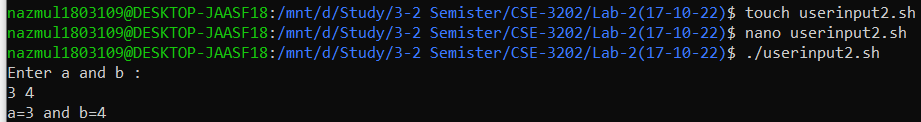 nazmul1803109@DESKTOP-JAASF18:/mnt/d/Study/3-2 Semister/CSE-3202/Lab-2(17-10-22)$ touch userinput2.sh
nazmul1803109@DESKTOP-JAASF18:/mnt/d/Study/3-2 Semister/CSE-3202/Lab-2(17-10-22)$ nano userinput2.sh
nazmul1803109@DESKTOP-JAASF18:/mnt/d/Study/3-2 Semister/CSE-3202/Lab-2(17-10-22)$ ./userinput2.sh
Enter a and b :
3 4
a=3 and b=4